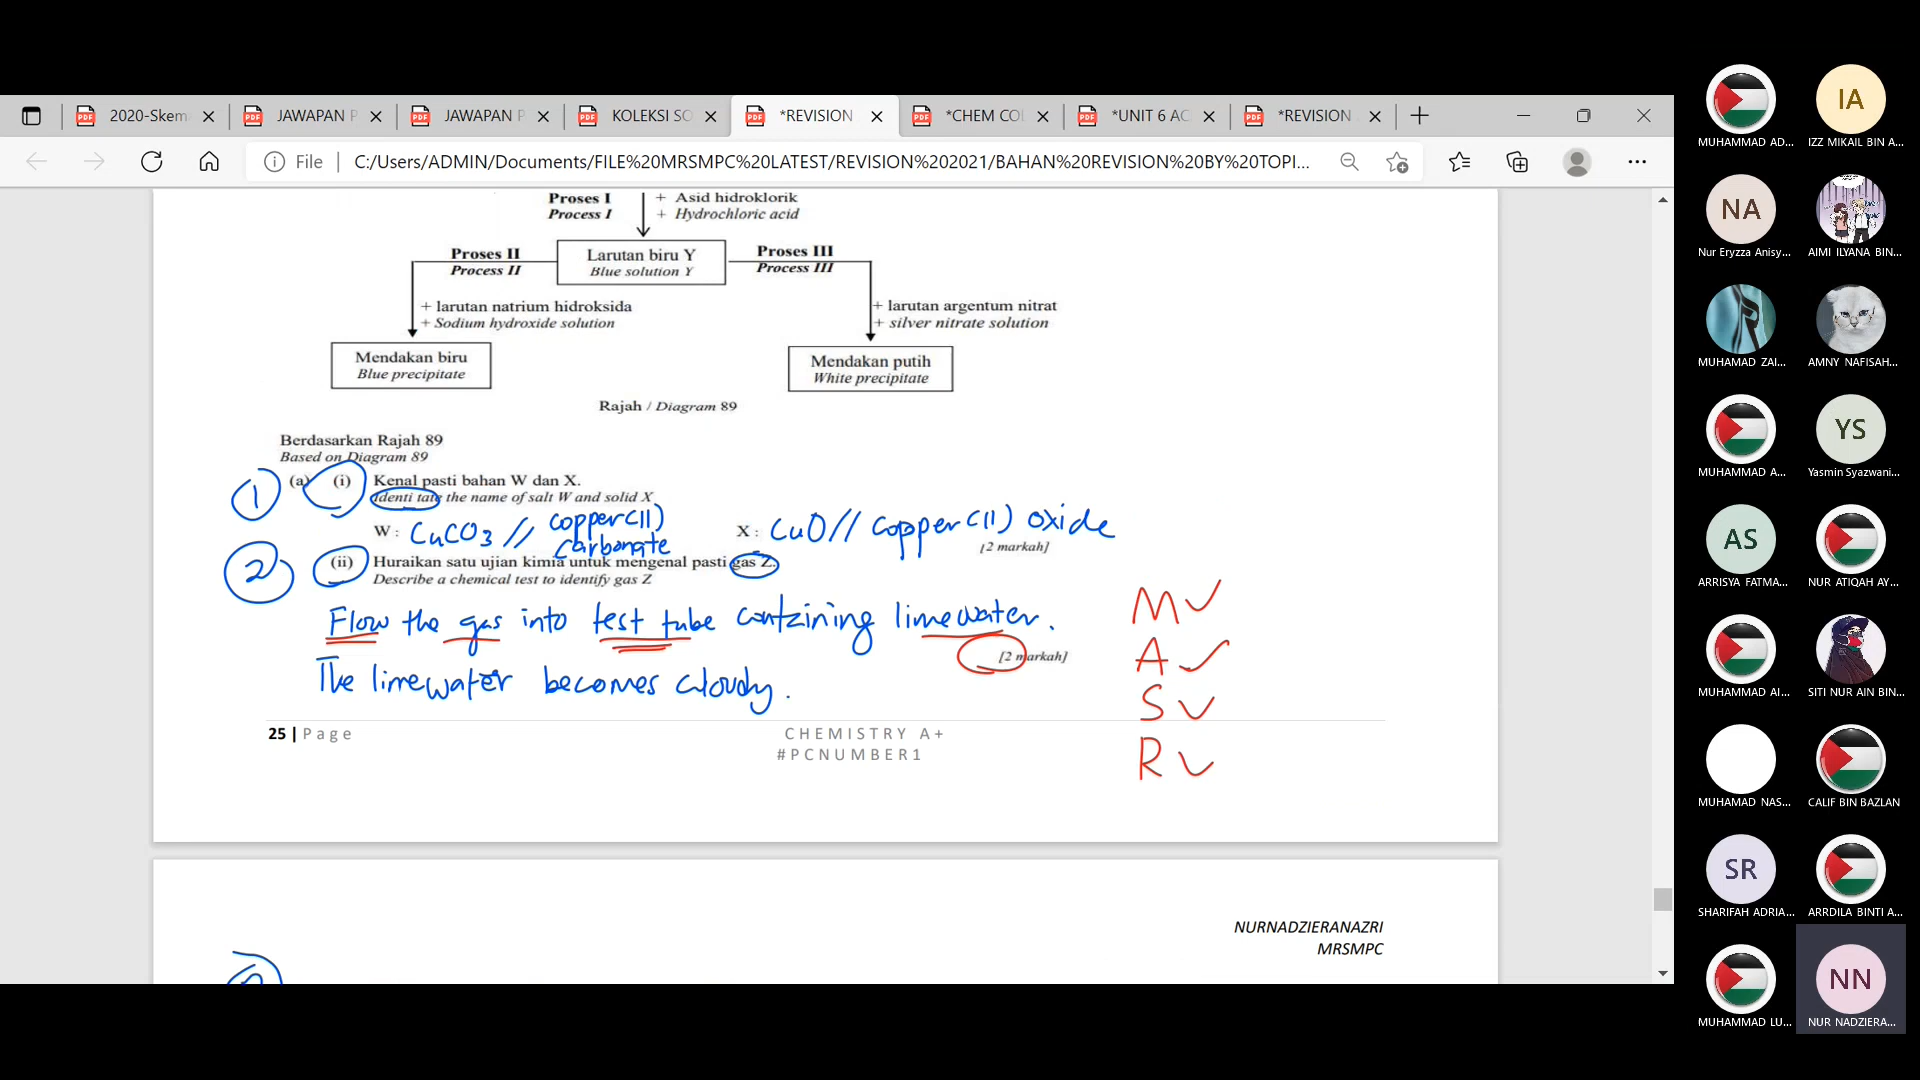 2020-Skem
JAWAPAN P
JAWAPAN P
KOLEKSI SO
*REVISION
*CHEM COL
*UNIT 6 AC
*REVISION
File
C:/Users/ADMIN/Documents/FILE%20MRSMPC%20LATEST/REVISION%202021/BAHAN%20REVISION%20BY%20TOPI...
Proses I
Process I
+ Asid hidroklorik
+ Hydrochloric acid
Proses II
Process II
Larutan biru Y
Blue solution Y
Proses III
Process III
+ larutan natrium hidroksida
+ Sodium hydroxide solution
+ larutan argentum nitrat
+ silver nitrate solution
Mendakan biru
Blue precipitate
Mendakan putih
White precipitate
Rajah / Diagram 89
Berdasarkan Rajah 89
Based on Diagram 89
1 (a) (i) Kenal pasti bahan W dan X.
Identi tate the name of salt W and solid X
W : CuCO3 // copper(II) carbonate
X : CuO // copper(II) oxide
[2 markah]
2 (ii) Huraikan satu ujian kimia untuk mengenal pasti gas Z.
Describe a chemical test to identify gas Z
Flow the gas into test tube containing limewater.
[2 markah]
The limewater becomes cloudy.
M
A
S
R
25 | Page
CHEMISTRY A+
#PCNUMBER1
NURNADZIERANAZRI
MRSMPC
MUHAMMAD AD...
IA
IZZ MIKAIL BIN A...
NA
Nur Eryzza Anisy...
AIMI ILYANA BIN...
MUHAMAD ZAI...
AMNY NAFISAH...
MUHAMMAD A...
YS
Yasmin Syazwani...
AS
ARRISYA FATMA...
NUR ATIQAH AY...
MUHAMMAD AI...
SITI NUR AIN BIN...
MUHAMAD NAS...
CALIF BIN BAZLAN
SR
SHARIFAH ADRIA...
ARRDILA BINTI A...
MUHAMMAD LU...
NN
NUR NADZIERA...